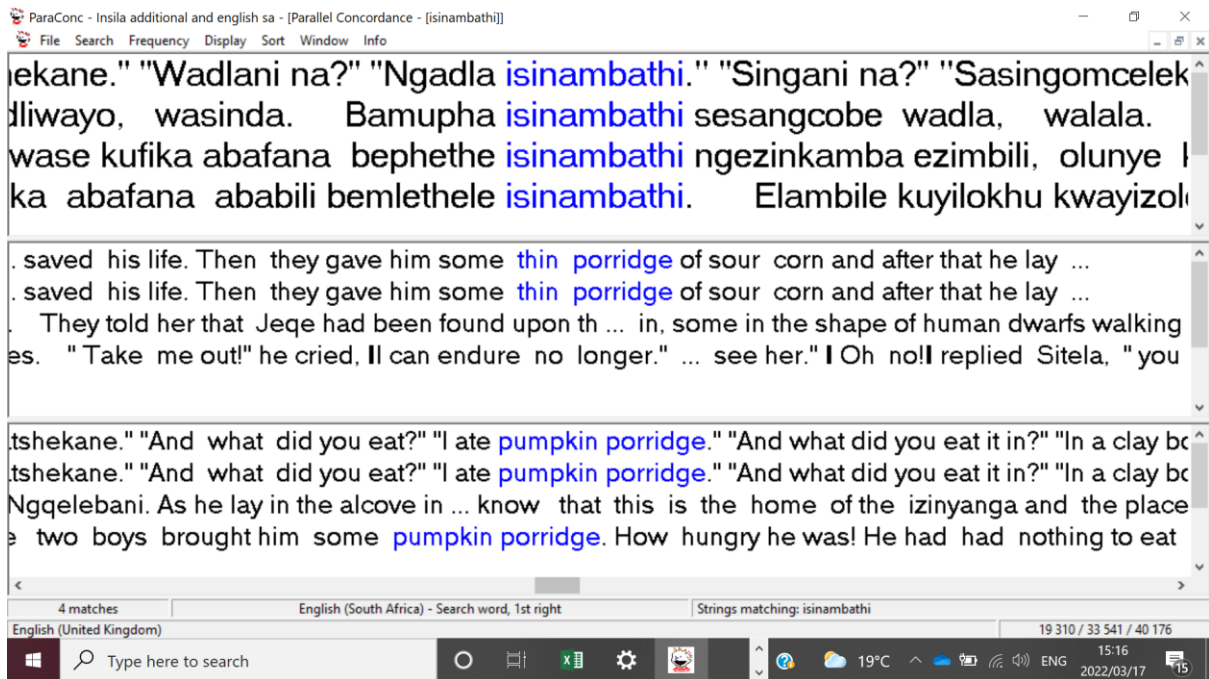 ParaConc - Insila additional and english sa - [Parallel Concordance - [isinambathi]]
File Search Frequency Display Sort Window Info
ekane." "Wadlani na?" "Ngadla isinambathi." "Singani na?" "Sasingomcelek
dliwayo, wasinda. Bamupha isinambathi sesangcobe wadla, walala.
wase kufika abafana bephethe isinambathi ngezinkamba ezimbili, olunye
ka abafana ababili bemlethele isinambathi. Elambile kuyilokhu kwayizol
. saved his life. Then they gave him some thin porridge of sour corn and after that he lay ...
. saved his life. Then they gave him some thin porridge of sour corn and after that he lay ...
. They told her that Jeqe had been found upon th ... in, some in the shape of human dwarfs walking
es. "Take me out!" he cried, II can endure no longer." ... see her." I Oh no!I replied Sitela, "you
tshekane." "And what did you eat?" "I ate pumpkin porridge." "And what did you eat it in?" "In a clay bo
tshekane." "And what did you eat?" "I ate pumpkin porridge." "And what did you eat it in?" "In a clay bo
Ngqelebani. As he lay in the alcove in ... know that this is the home of the izinyanga and the place
e two boys brought him some pumpkin porridge. How hungry he was! He had had nothing to eat
4 matches English (South Africa) - Search word, 1st right Strings matching: isinambathi
English (United Kingdom) 19 310 / 33 541 / 40 176
Type here to search 19°C ENG 15:16
2022/03/17 15